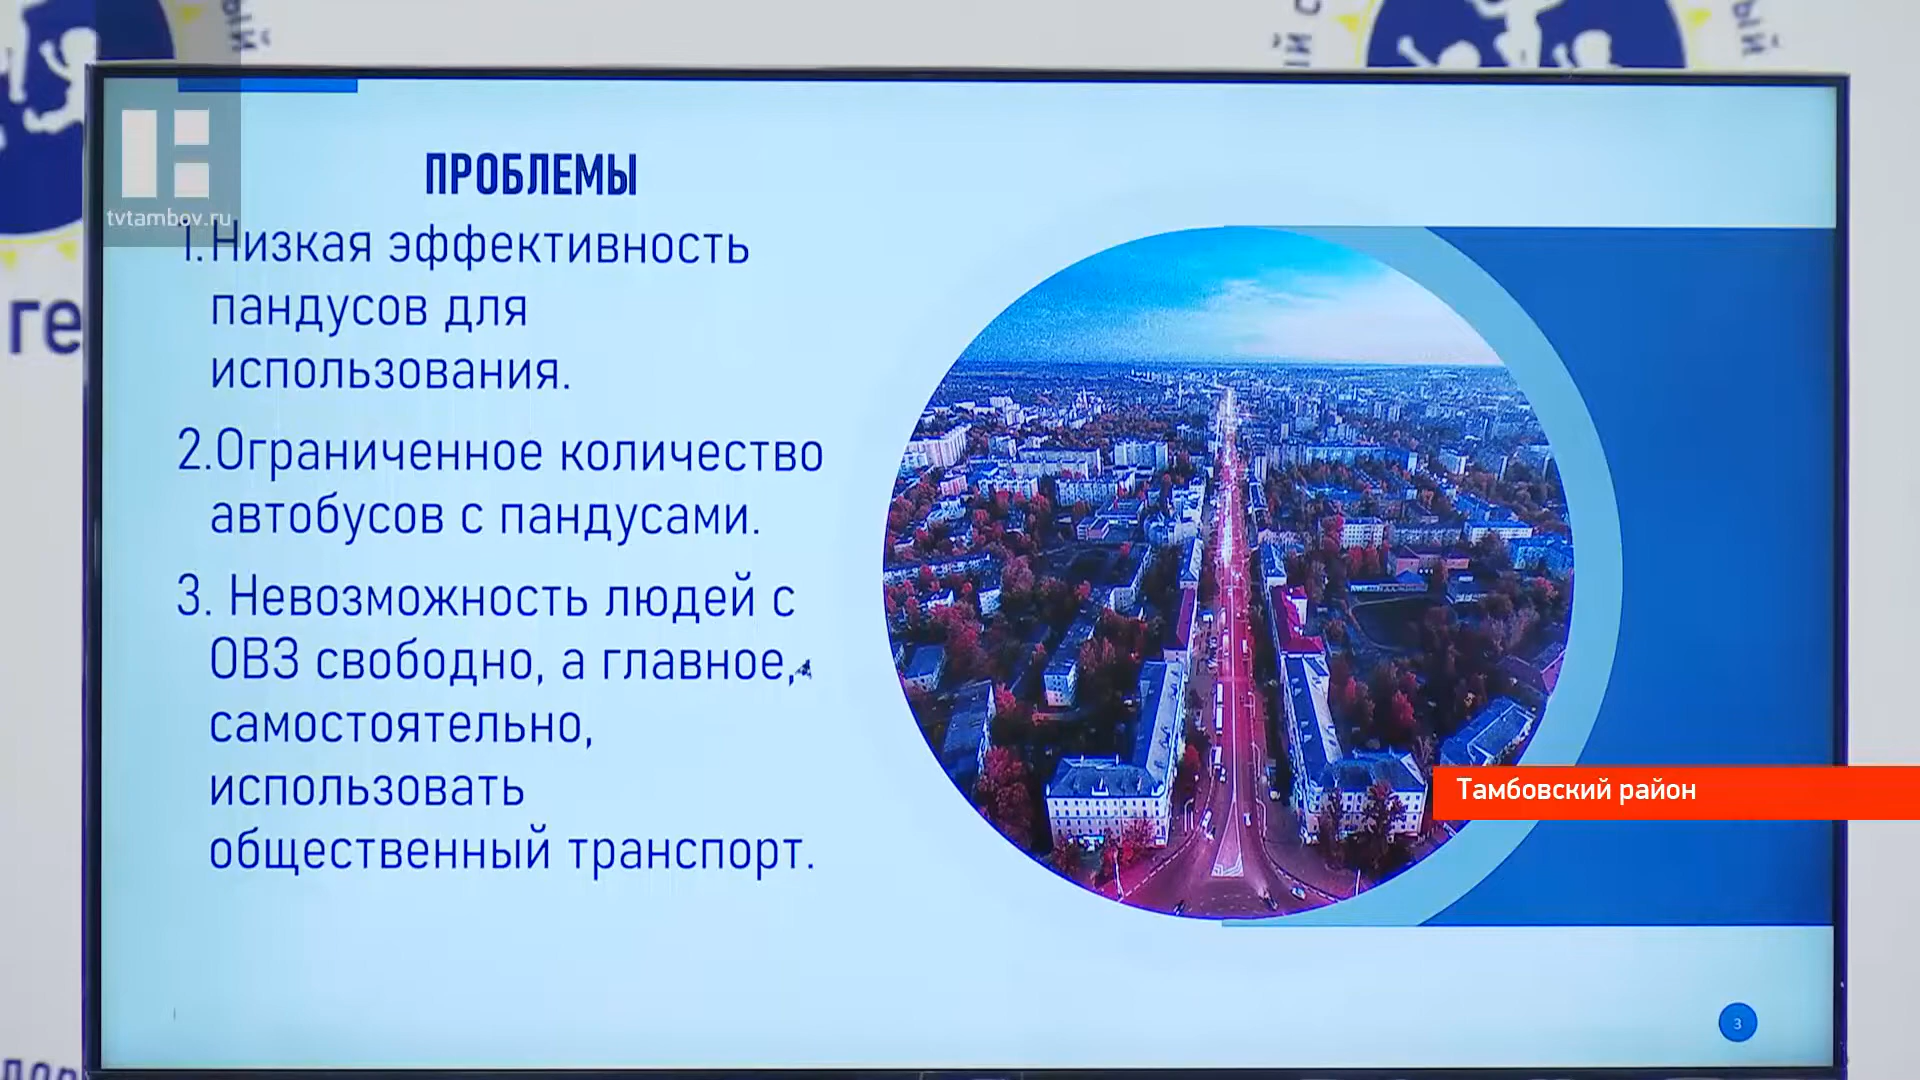 tvtambov.ru
ПРОБЛЕМЫ
1.Низкая эффективность
пандусов для
использования.
2.Ограниченное количество
автобусов с пандусами.
3. Невозможность людей с
ОВЗ свободно, а главное,
самостоятельно,
использовать
общественный транспорт.
Тамбовский район
3
ге